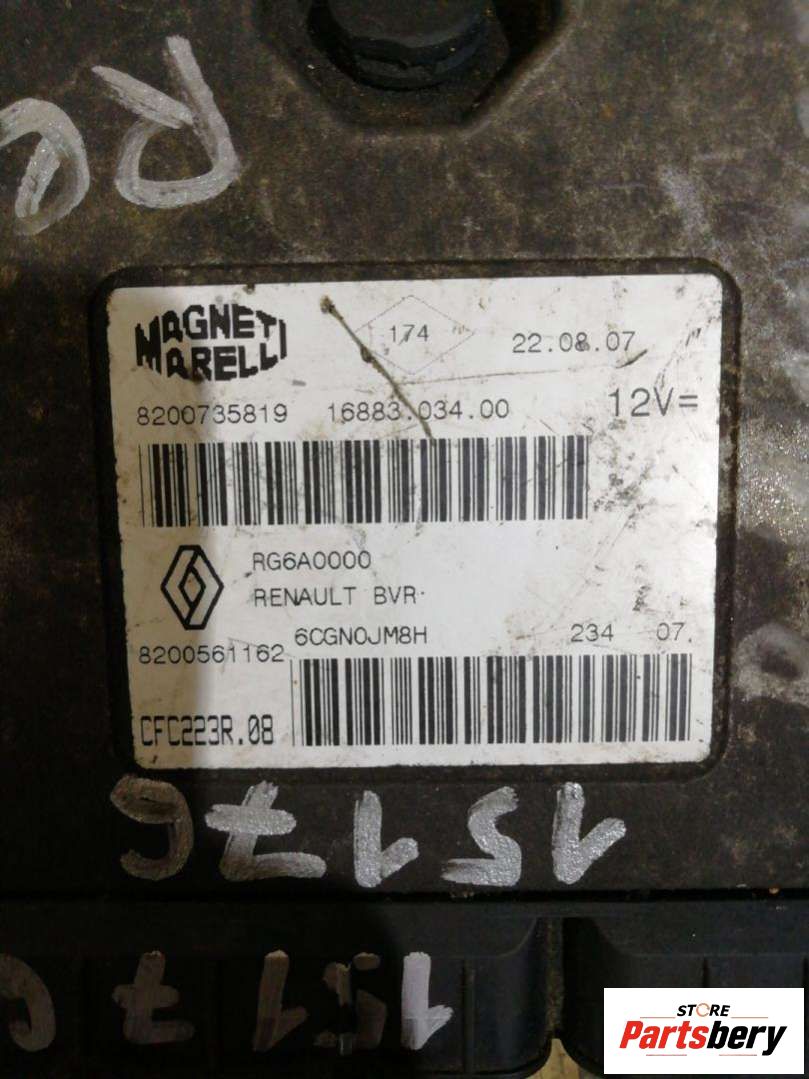 MAGNETI
MARELLI
174
22.08.07
8200735819 16883.034.00 12V=
RG6A0000
RENAULT BVR
6CGN0JM8H 234 07.
8200561162
CFC223R.08
STORE
Partsbery